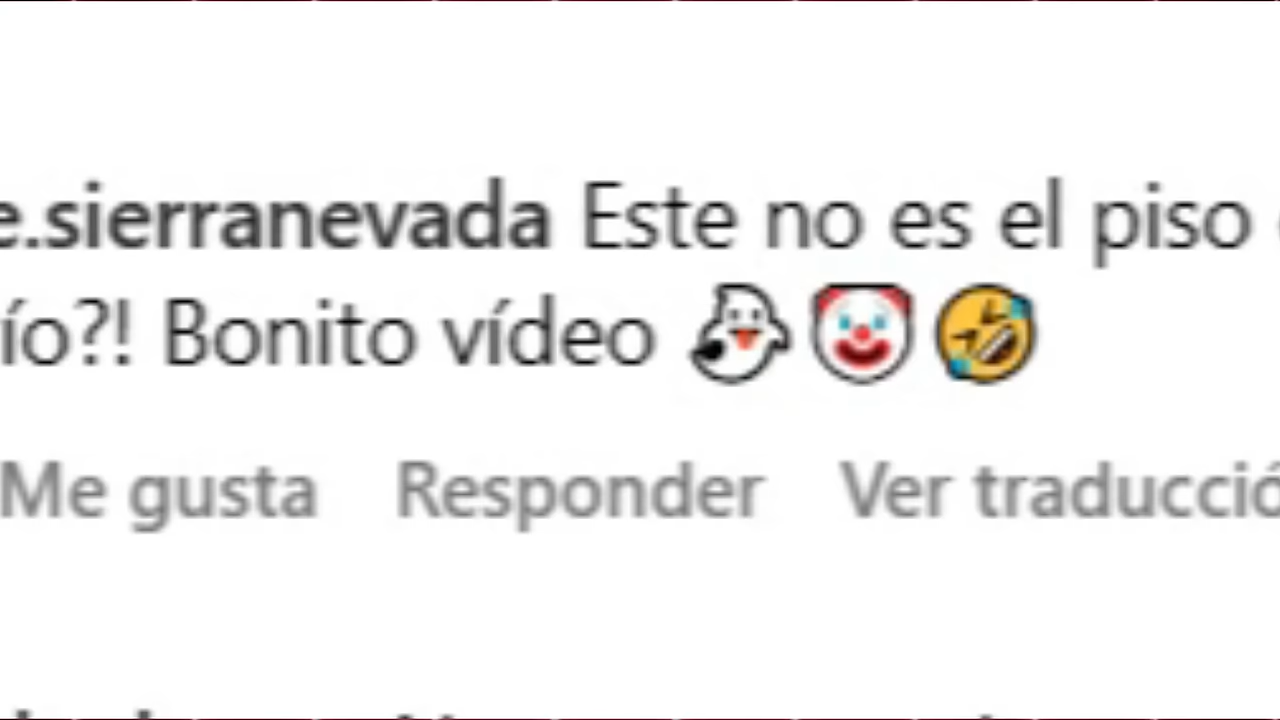 e.sierranevada Este no es el piso
ío?! Bonito vídeo 👻🤡🤣
Me gusta Responder Ver traducció